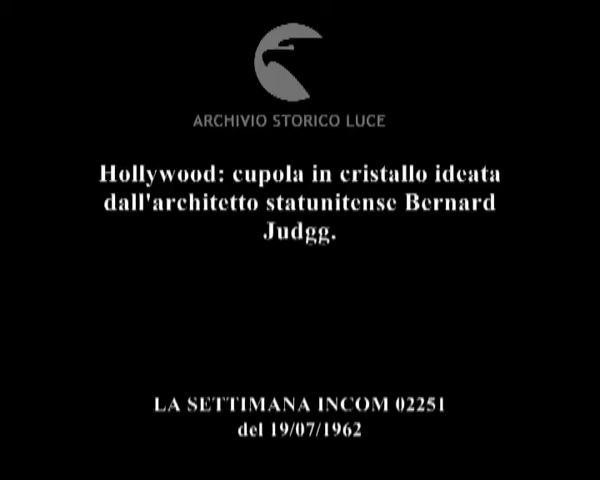 ARCHIVIO STORICO LUCE
Hollywood: cupola in cristallo ideata
dall'architetto statunitense Bernard
Judgg.
LA SETTIMANA INCOM 02251
del 19/07/1962